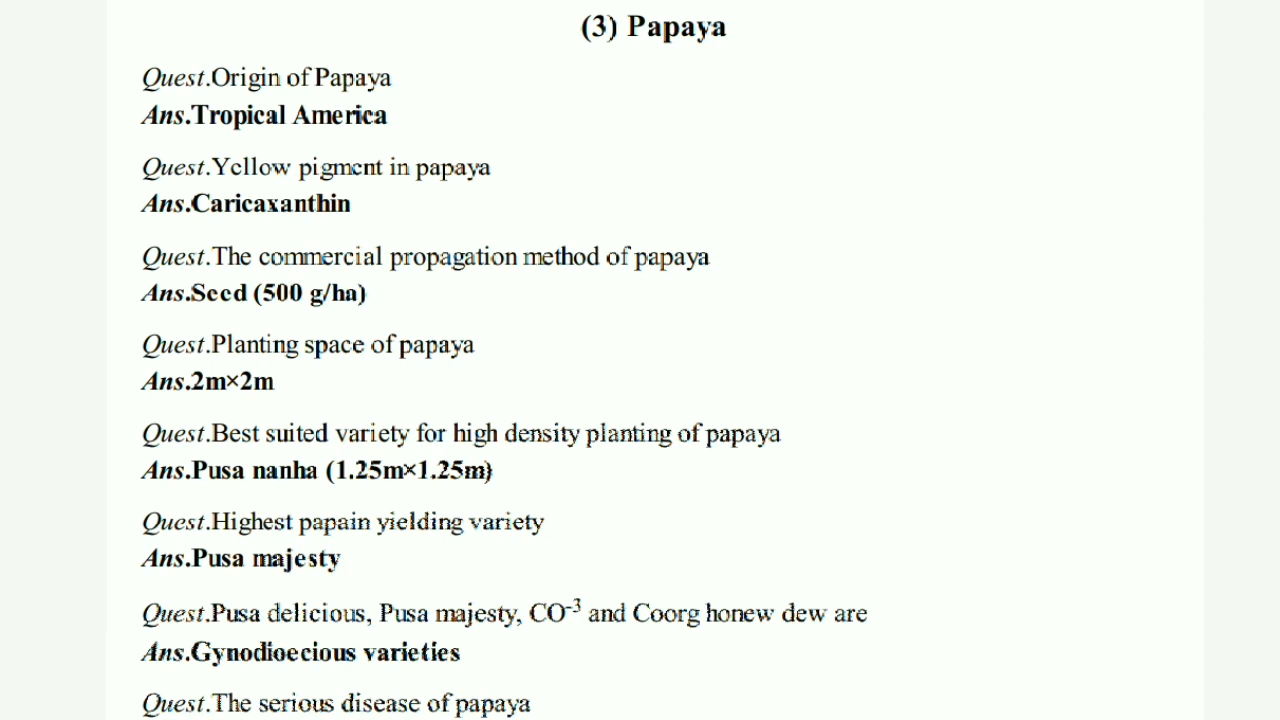 (3) Papaya
Quest.Origin of Papaya
Ans.Tropical America
Quest.Yellow pigment in papaya
Ans.Caricaxanthin
Quest.The commercial propagation method of papaya
Ans.Seed (500 g/ha)
Quest.Planting space of papaya
Ans.2m×2m
Quest.Best suited variety for high density planting of papaya
Ans.Pusa nanha (1.25m×1.25m)
Quest.Highest papain yielding variety
Ans.Pusa majesty
Quest.Pusa delicious, Pusa majesty, CO⁻³ and Coorg honew dew are
Ans.Gynodioecious varieties
Quest.The serious disease of papaya